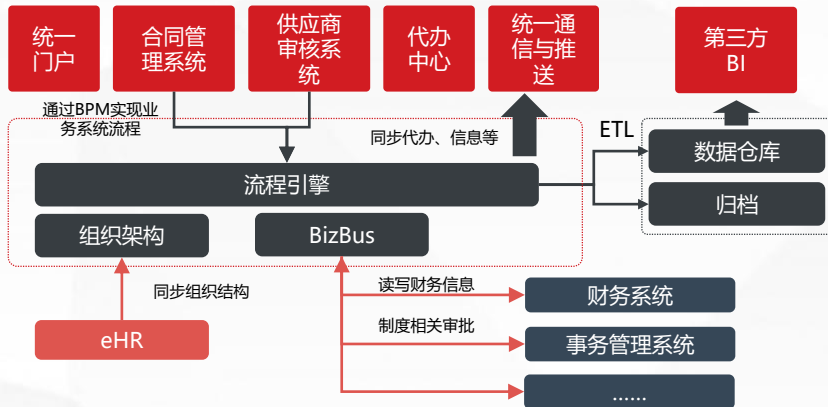 统一
门户
合同管
理系统
供应商
审核系
统
代办
中心
统一通
信与推
送
第三方
BI
通过BPM实现业
务系统流程
同步代办、信息等
ETL
数据仓库
流程引擎
归档
组织架构
BizBus
同步组织结构
读写财务信息
财务系统
eHR
制度相关审批
事务管理系统
......